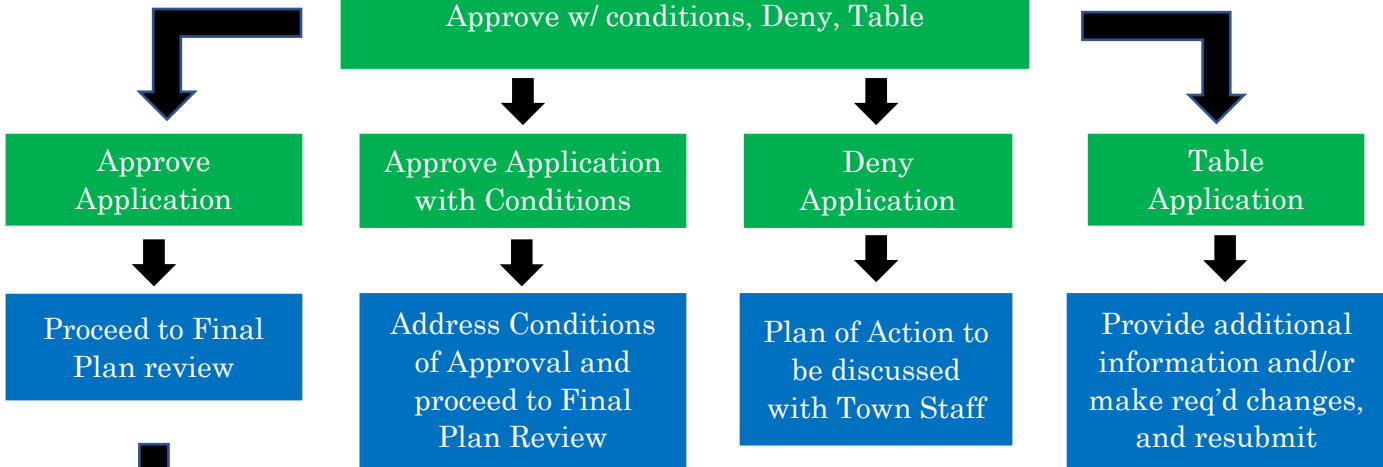 Approve w/ conditions, Deny, Table
Approve
Application
Approve Application
with Conditions
Deny
Application
Table
Application
Proceed to Final
Plan review
Address Conditions
of Approval and
proceed to Final
Plan Review
Plan of Action to
be discussed
with Town Staff
Provide additional
information and/or
make req’d changes,
and resubmit